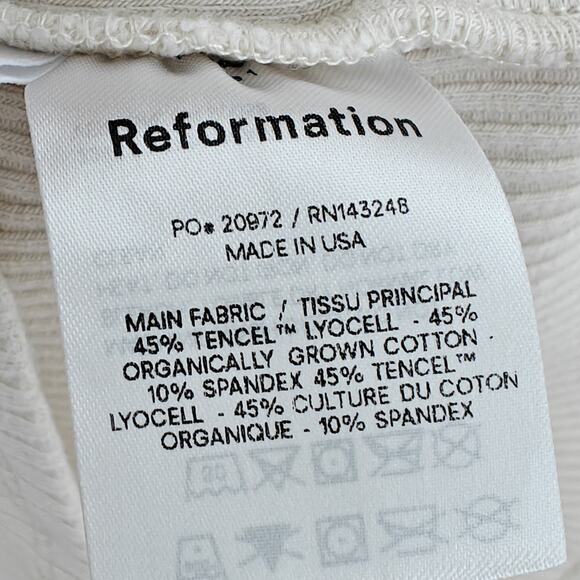 Reformation
PO# 20972 / RN143248
MADE IN USA
MAIN FABRIC / TISSU PRINCIPAL
45% TENCEL™ LYOCELL - 45%
ORGANICALLY GROWN COTTON -
10% SPANDEX 45% TENCEL™
LYOCELL - 45% CULTURE DU COTON
ORGANIQUE - 10% SPANDEX